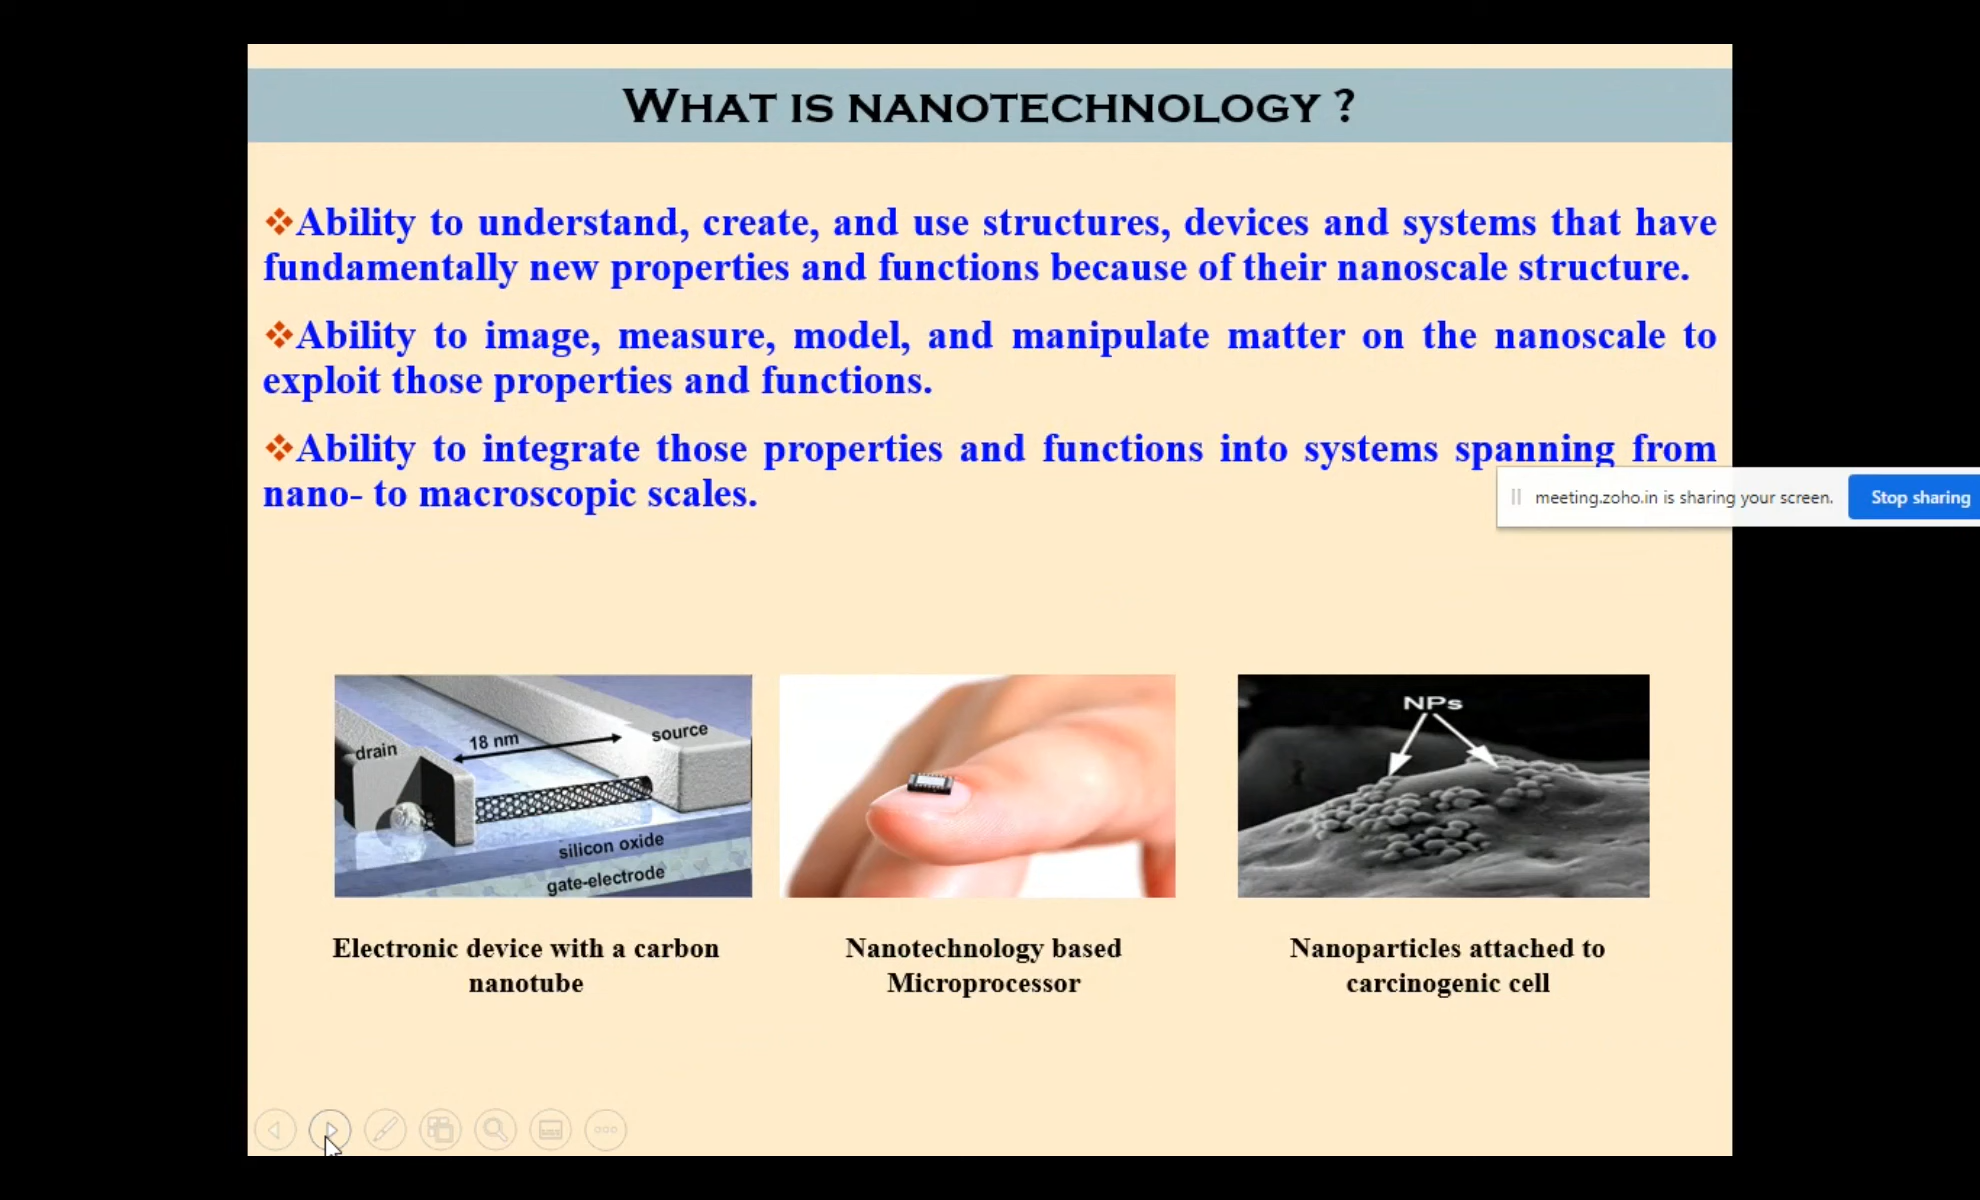 WHAT IS NANOTECHNOLOGY ?
❖Ability to understand, create, and use structures, devices and systems that have
fundamentally new properties and functions because of their nanoscale structure.
❖Ability to image, measure, model, and manipulate matter on the nanoscale to
exploit those properties and functions.
❖Ability to integrate those properties and functions into systems spanning from
nano- to macroscopic scales.
meeting.zoho.in is sharing your screen.
Stop sharing
drain
18 nm
source
silicon oxide
gate-electrode
NPs
Electronic device with a carbon
nanotube
Nanotechnology based
Microprocessor
Nanoparticles attached to
carcinogenic cell